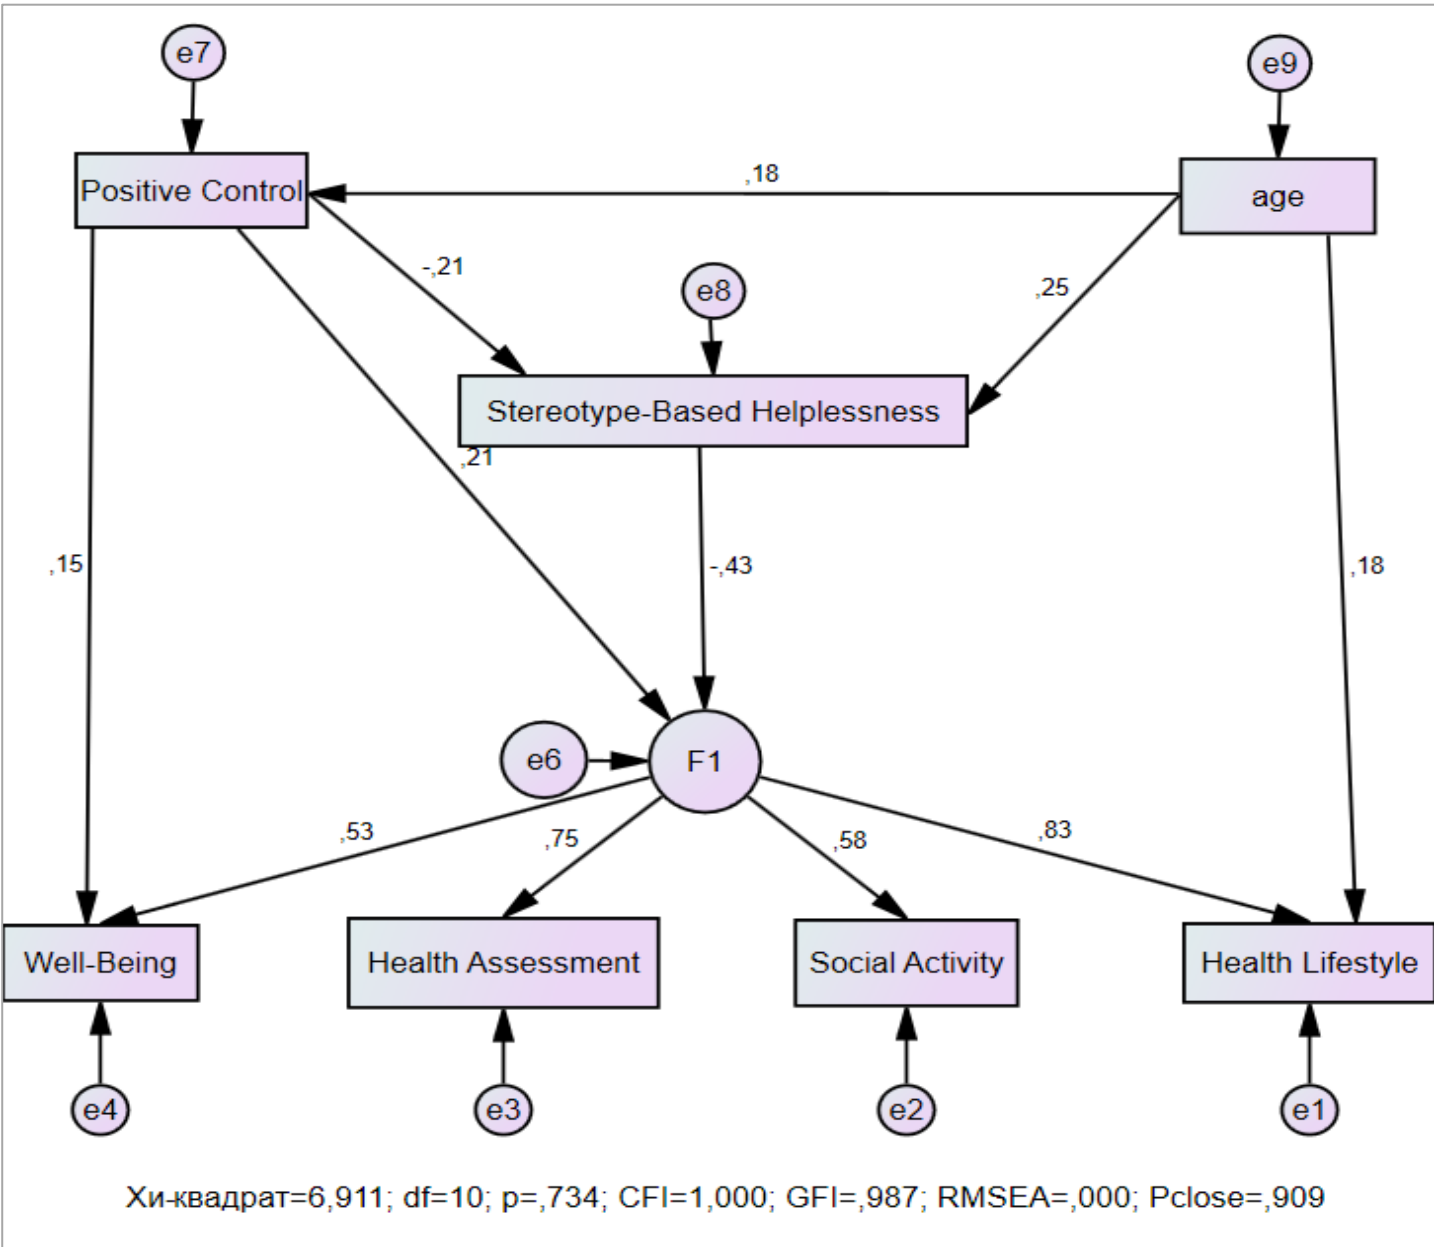 e7
e9
Positive Control
,18
age
-,21
e8
,25
Stereotype-Based Helplessness
,21
,15
-,43
,18
e6
F1
,53
,75
,58
,83
Well-Being
Health Assessment
Social Activity
Health Lifestyle
e4
e3
e2
e1
Хи-квадрат=6,911; df=10; p=,734; CFI=1,000; GFI=,987; RMSEA=,000; Pclose=,909